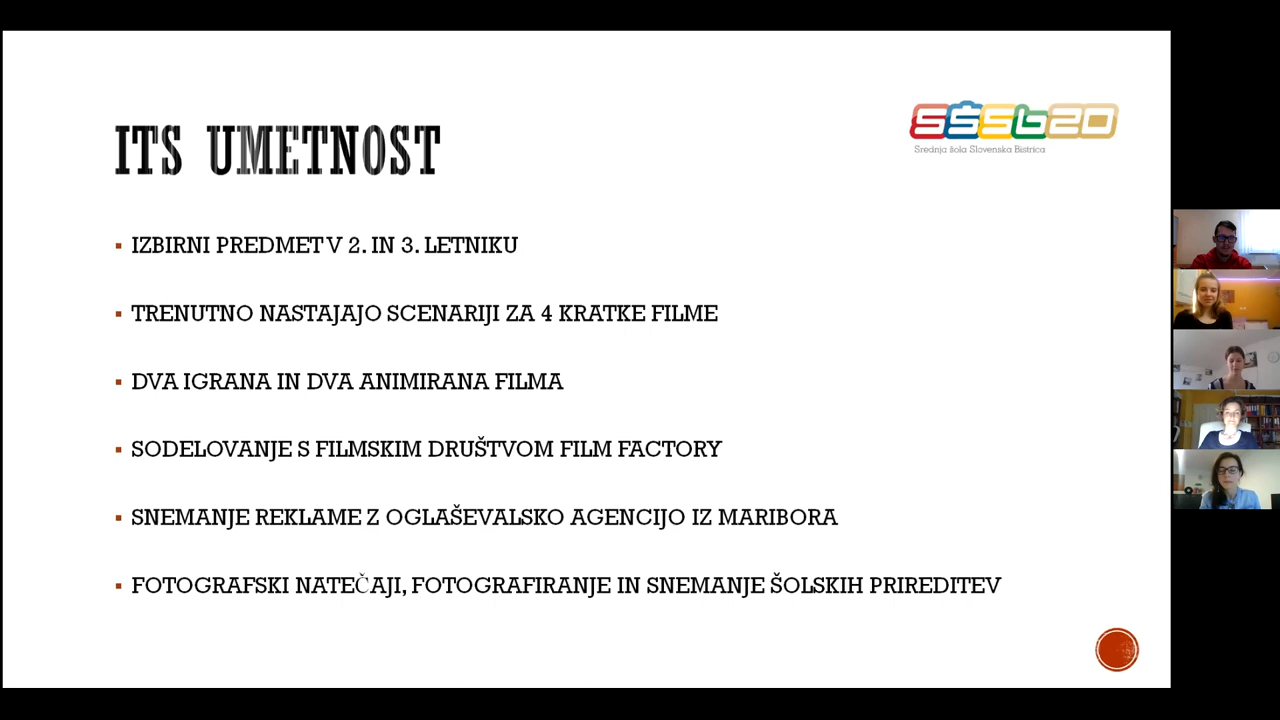 SŠSB20
Srednja šola Slovenska Bistrica
ITS UMETNOST
IZBIRNI PREDMET V 2. IN 3. LETNIKU
TRENUTNO NASTAJAJO SCENARIJI ZA 4 KRATKE FILME
DVA IGRANA IN DVA ANIMIRANA FILMA
SODELOVANJE S FILMSKIM DRUŠTVOM FILM FACTORY
SNEMANJE REKLAME Z OGLAŠEVALSKO AGENCIJO IZ MARIBORA
FOTOGRAFSKI NATEČAJI, FOTOGRAFIRANJE IN SNEMANJE ŠOLSKIH PRIREDITEV